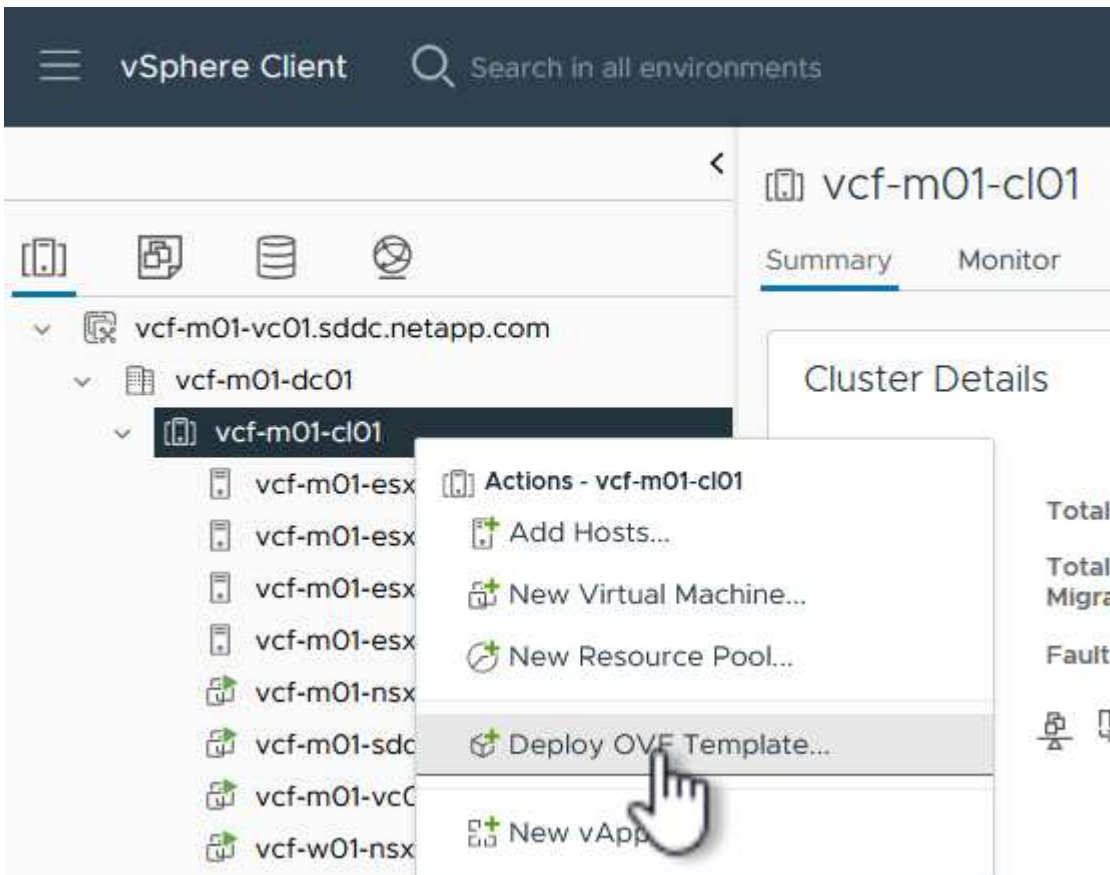 vSphere Client
Search in all environments
vcf-m01-cl01
Summary
Monitor
vcf-m01-vc01.sddc.netapp.com
vcf-m01-dc01
vcf-m01-cl01
vcf-m01-esx
vcf-m01-esx
vcf-m01-esx
vcf-m01-esx
vcf-m01-nsx
vcf-m01-sdd
vcf-m01-vc0
vcf-w01-nsx
Actions - vcf-m01-cl01
Add Hosts...
New Virtual Machine...
New Resource Pool...
Deploy OVF Template...
New vApp
Cluster Details
Total
Total
Migra
Fault